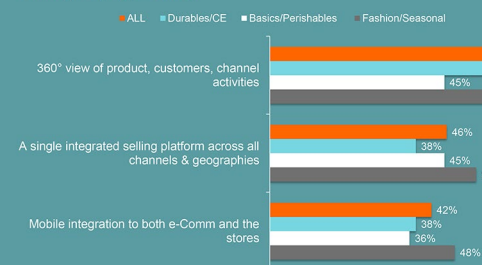 ALL Durables/CE Basics/Perishables Fashion/Seasonal
360° view of product, customers, channel
activities
45%
46%
A single integrated selling platform across all
channels & geographies
38%
45%
42%
Mobile integration to both e-Comm and the
stores
38%
36%
48%